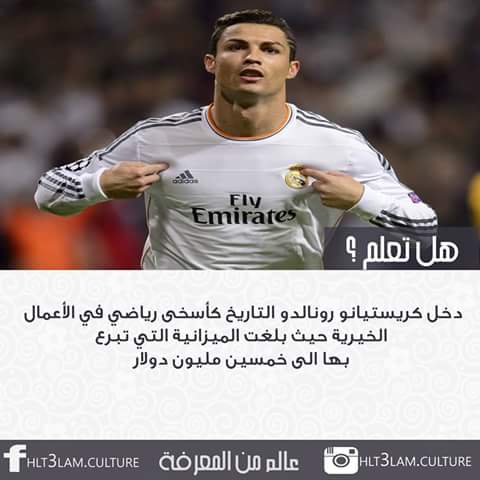 adidas
Fly
Emirates
هل تعلم ؟
دخل كريستيانو رونالدو التاريخ كأسخى رياضي في الأعمال
الخيرية حيث بلغت الميزانية التي تبرع
بها الى خمسين مليون دولار
HLT3LAM.CULTURE عالم من المعرفة HLT3LAM.CULTURE